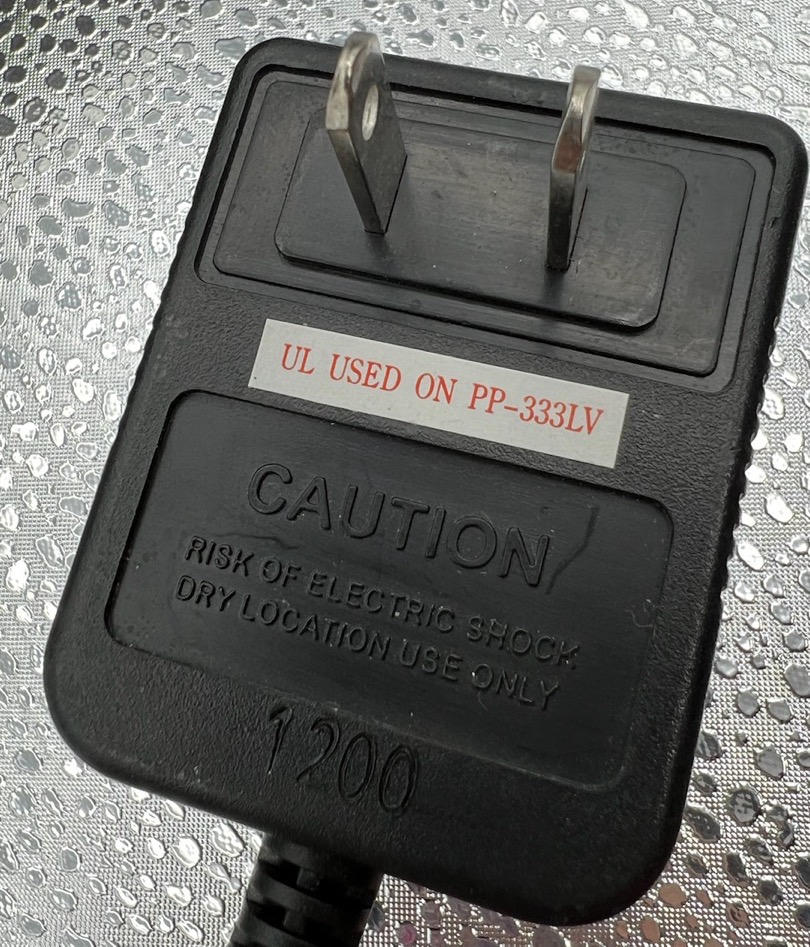 UL USED ON PP-333LV
CAUTION
RISK OF ELECTRIC SHOCK
DRY LOCATION USE ONLY
1200